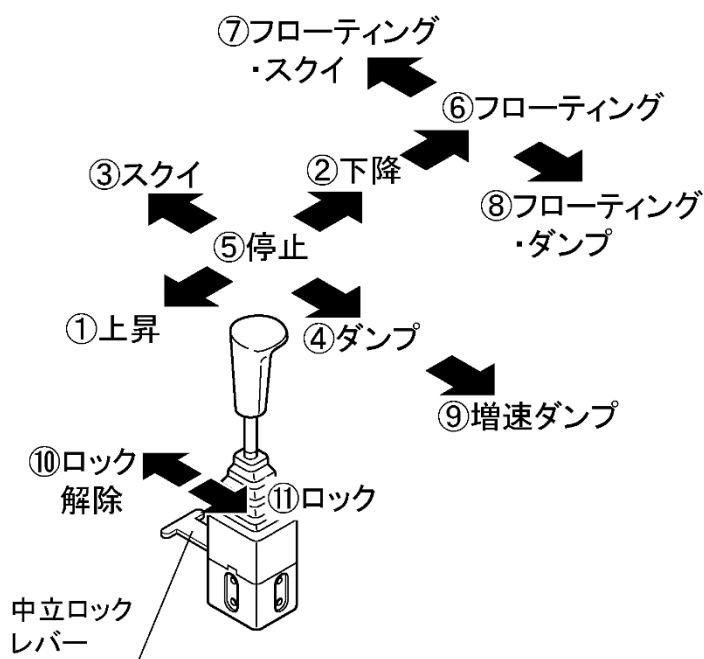 ⑦フローティング
・スクイ
⑥フローティング
③スクイ
②下降
⑧フローティング
・ダンプ
⑤停止
①上昇
④ダンプ
⑨増速ダンプ
⑩ロック
解除
⑪ロック
中立ロック
レバー